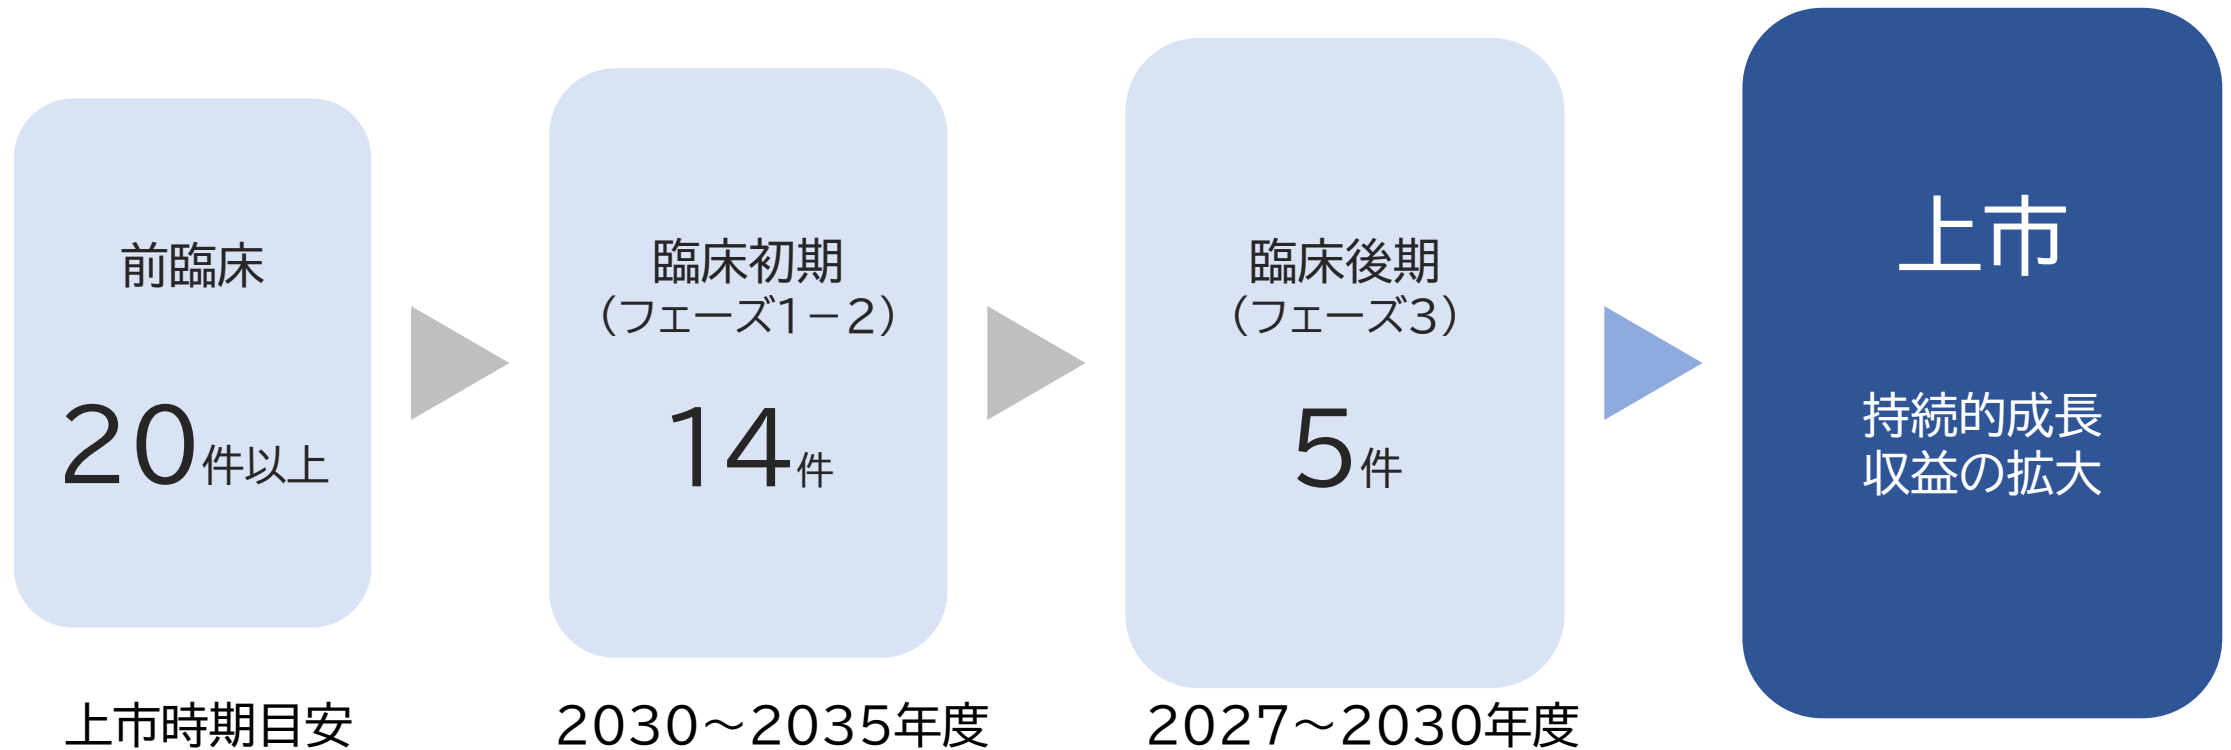 前臨床
20件以上
臨床初期
（フェーズ1－2）
14件
臨床後期
（フェーズ3）
5件
上市
持続的成長
収益の拡大
上市時期目安
2030～2035年度
2027～2030年度